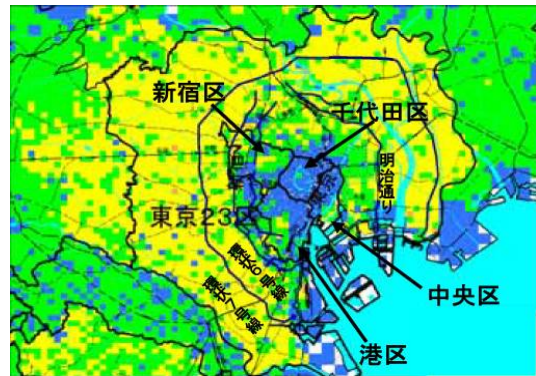 新宿区
千代田区
明治通り
東京23区
環状6号線
環状7号線
中央区
港区